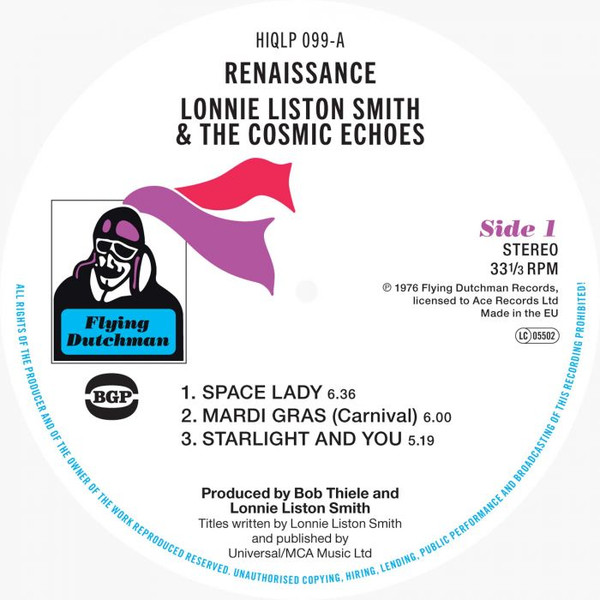 HIQLP 099-A
RENAISSANCE
LONNIE LISTON SMITH
& THE COSMIC ECHOES
Side 1
STEREO
33 1/3 RPM
℗ 1976 Flying Dutchman Records,
licensed to Ace Records Ltd
Made in the EU
LC 05502
Flying
Dutchman
BGP
1. SPACE LADY 6.36
2. MARDI GRAS (Carnival) 6.00
3. STARLIGHT AND YOU 5.19
Produced by Bob Thiele and
Lonnie Liston Smith
Titles written by Lonnie Liston Smith
and published by
Universal/MCA Music Ltd
ALL RIGHTS OF THE PRODUCER AND OF THE OWNER OF THE WORK REPRODUCED RESERVED. UNAUTHORISED COPYING, HIRING, LENDING, PUBLIC PERFORMANCE AND BROADCASTING OF THIS RECORDING PROHIBITED!